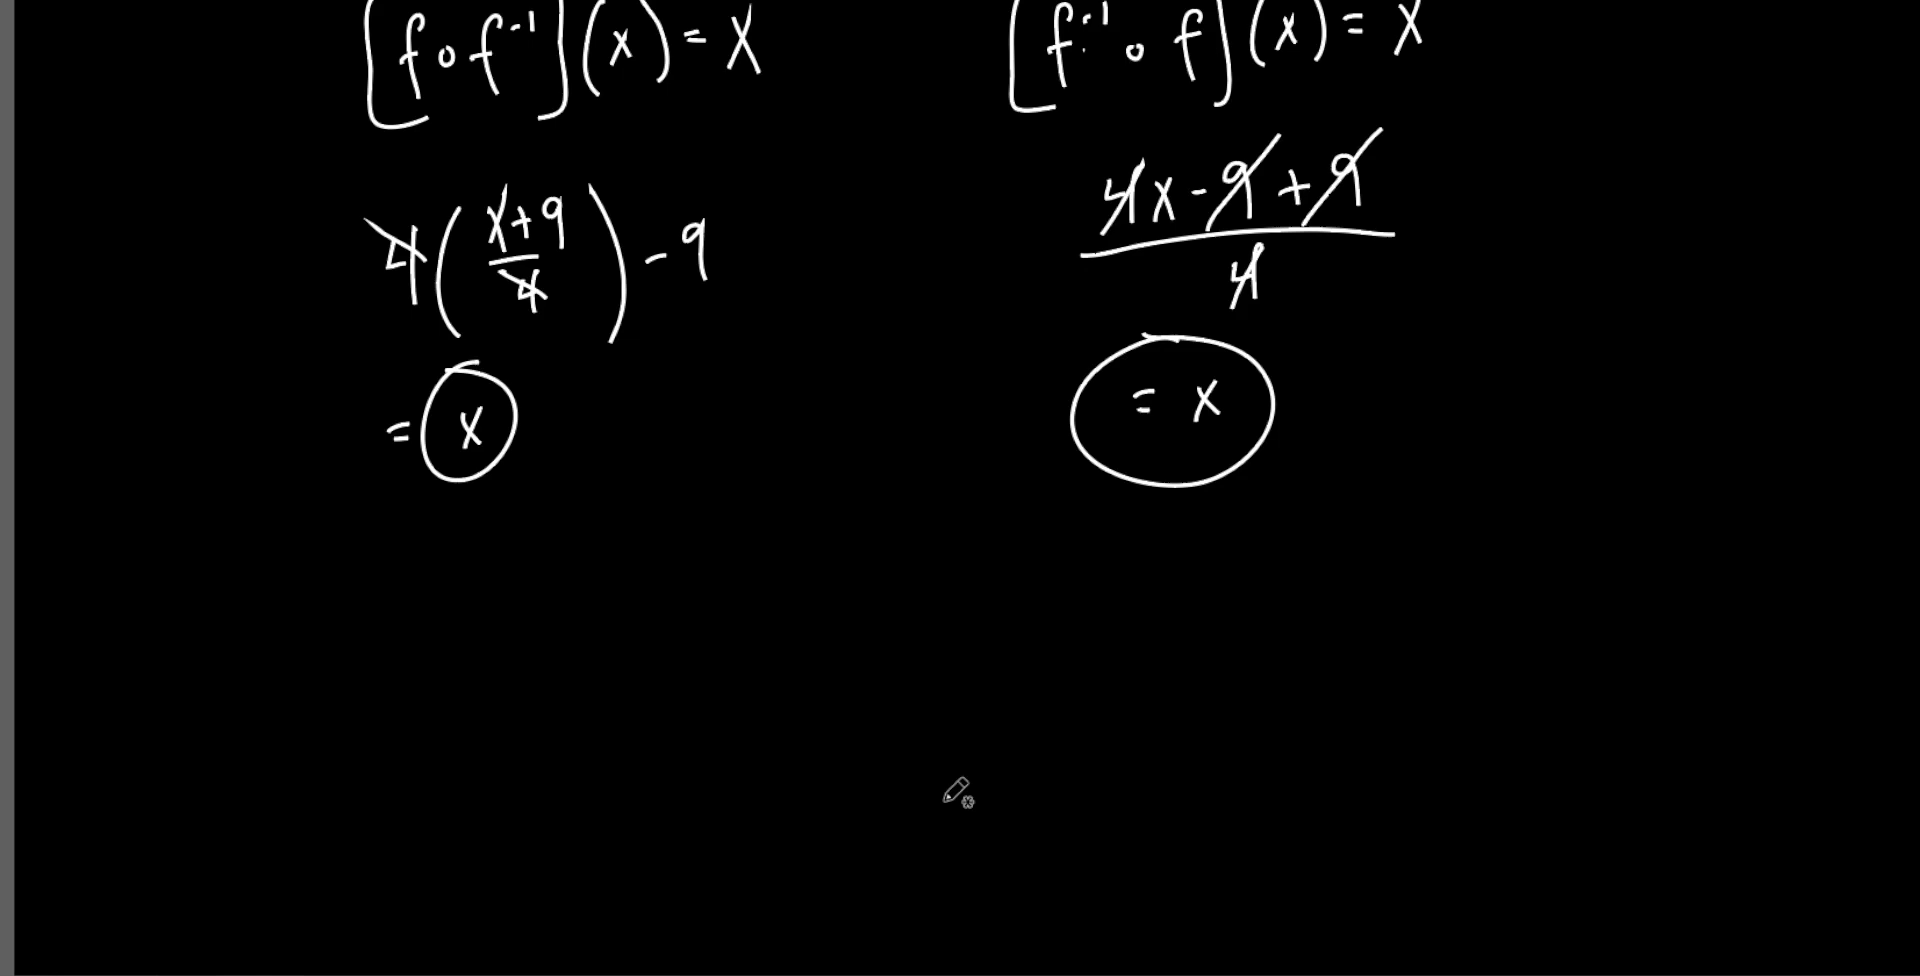 [f∘f⁻¹](x) = x
4((x+9)/4) - 9
= x
[f⁻¹∘f](x) = x
(4x - 9 + 9)/4
= x